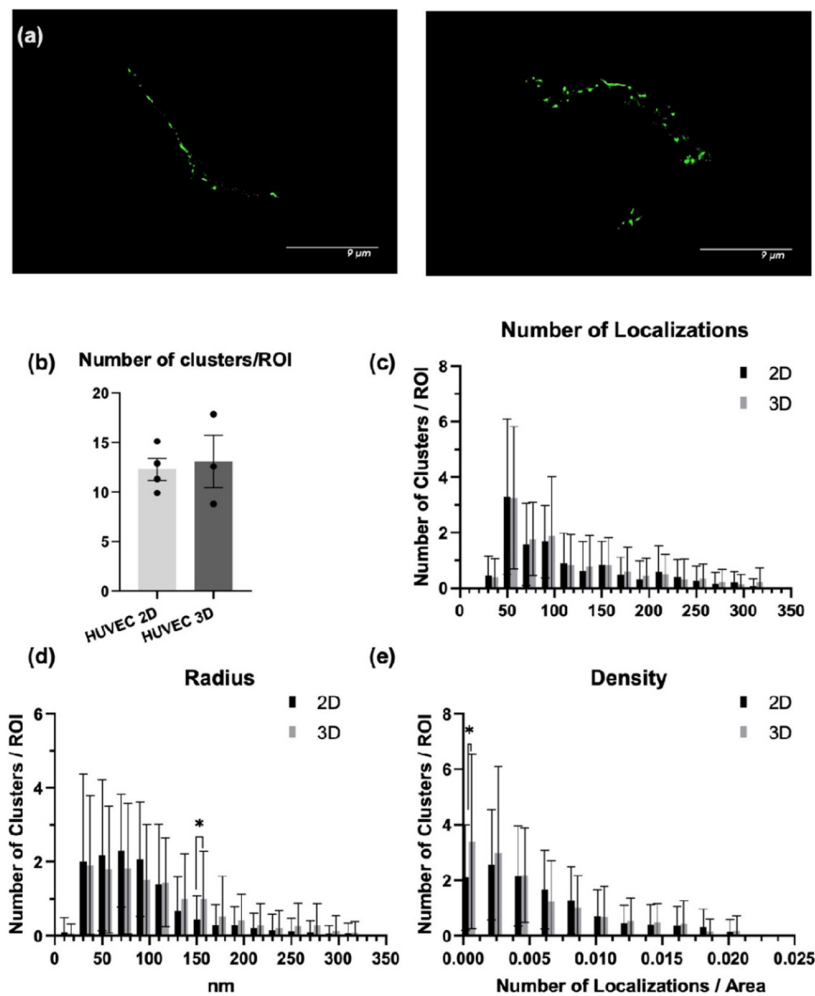 (a)
9 µm
9 µm
(b)
Number of clusters/ROI
20
15
10
5
0
HUVEC 2D
HUVEC 3D
(c)
Number of Localizations
Number of Clusters / ROI
8
6
4
2
0
0 50 100 150 200 250 300 350
2D
3D
(d)
Radius
Number of Clusters / ROI
6
4
2
0
0 50 100 150 200 250 300 350
nm
2D
3D
*
(e)
Density
Number of Clusters / ROI
8
6
4
2
0
0.000 0.005 0.010 0.015 0.020 0.025
Number of Localizations / Area
2D
3D
*